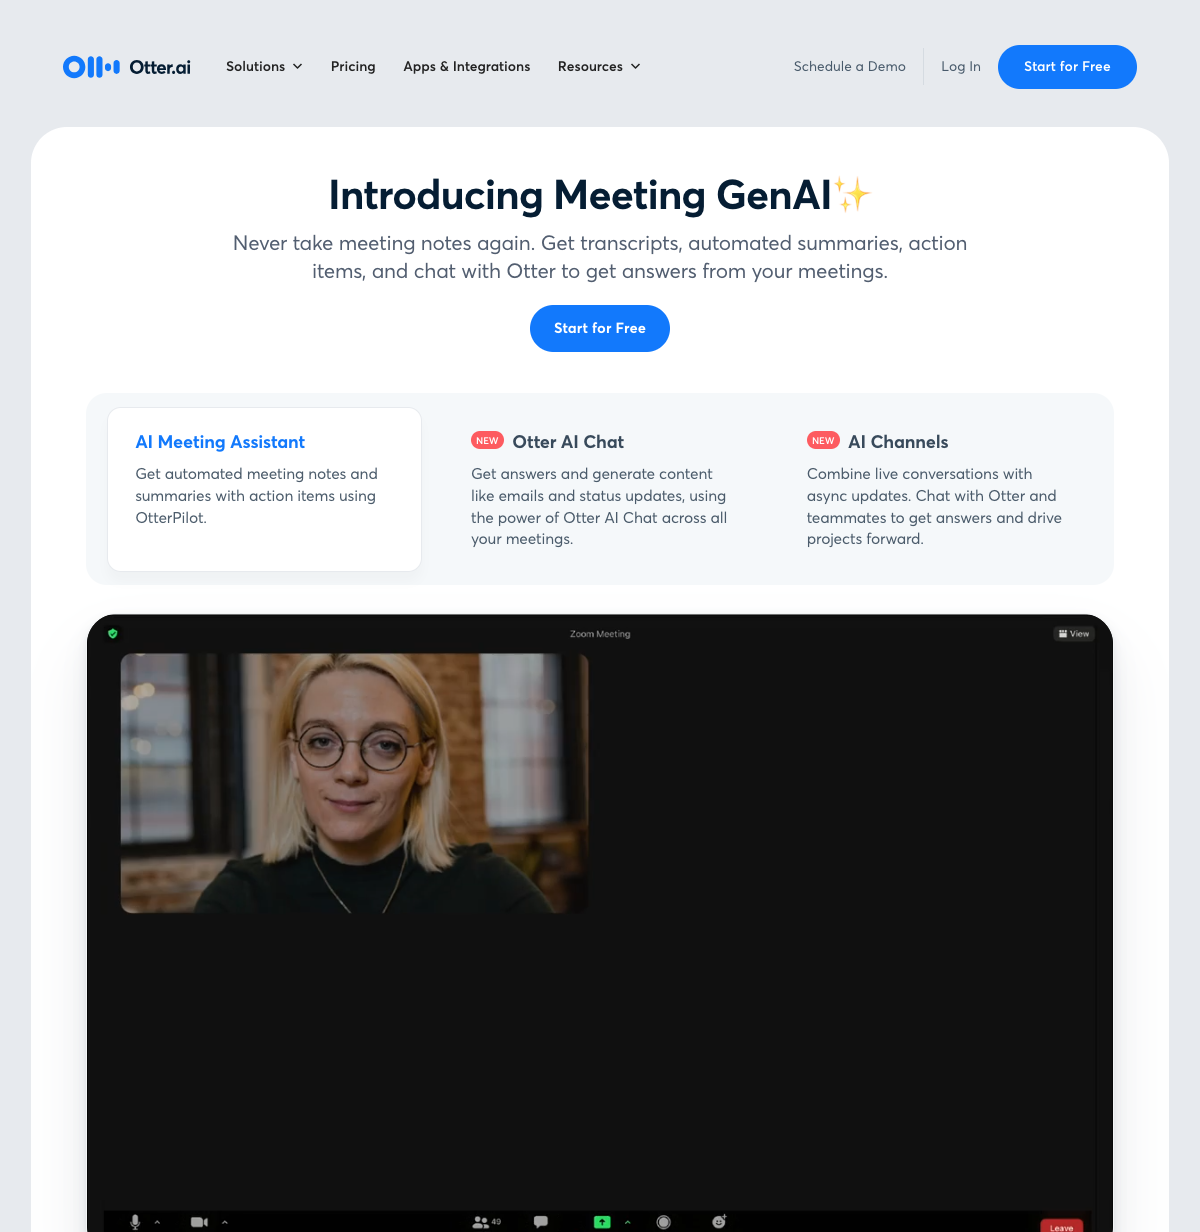 Otter.ai
Solutions
Pricing
Apps & Integrations
Resources
Schedule a Demo
Log In
Start for Free
Introducing Meeting GenAI✨
Never take meeting notes again. Get transcripts, automated summaries, action
items, and chat with Otter to get answers from your meetings.
Start for Free
AI Meeting Assistant
Get automated meeting notes and
summaries with action items using
OtterPilot.
NEW Otter AI Chat
Get answers and generate content
like emails and status updates, using
the power of Otter AI Chat across all
your meetings.
NEW AI Channels
Combine live conversations with
async updates. Chat with Otter and
teammates to get answers and drive
projects forward.
Zoom Meeting
View
49
Leave